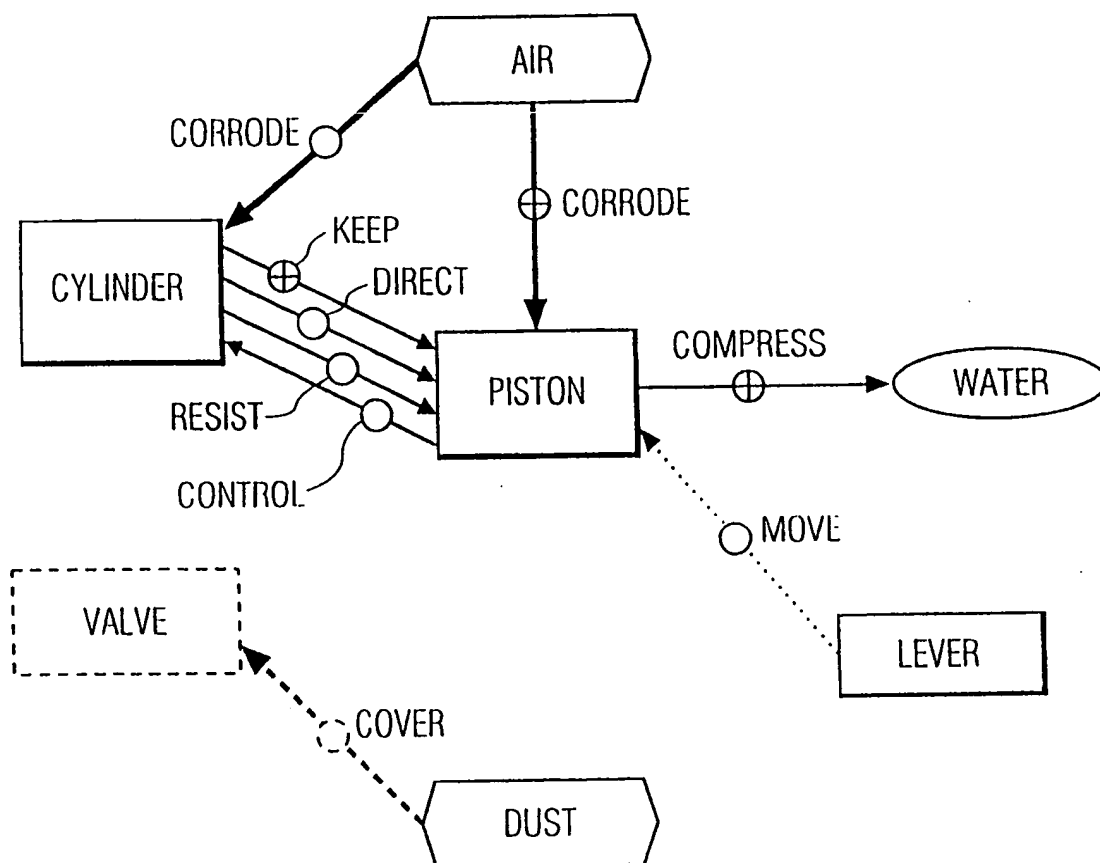 AIR
CORRODE
CORRODE
KEEP
CYLINDER
DIRECT
COMPRESS
PISTON
WATER
RESIST
CONTROL
MOVE
VALVE
LEVER
COVER
DUST